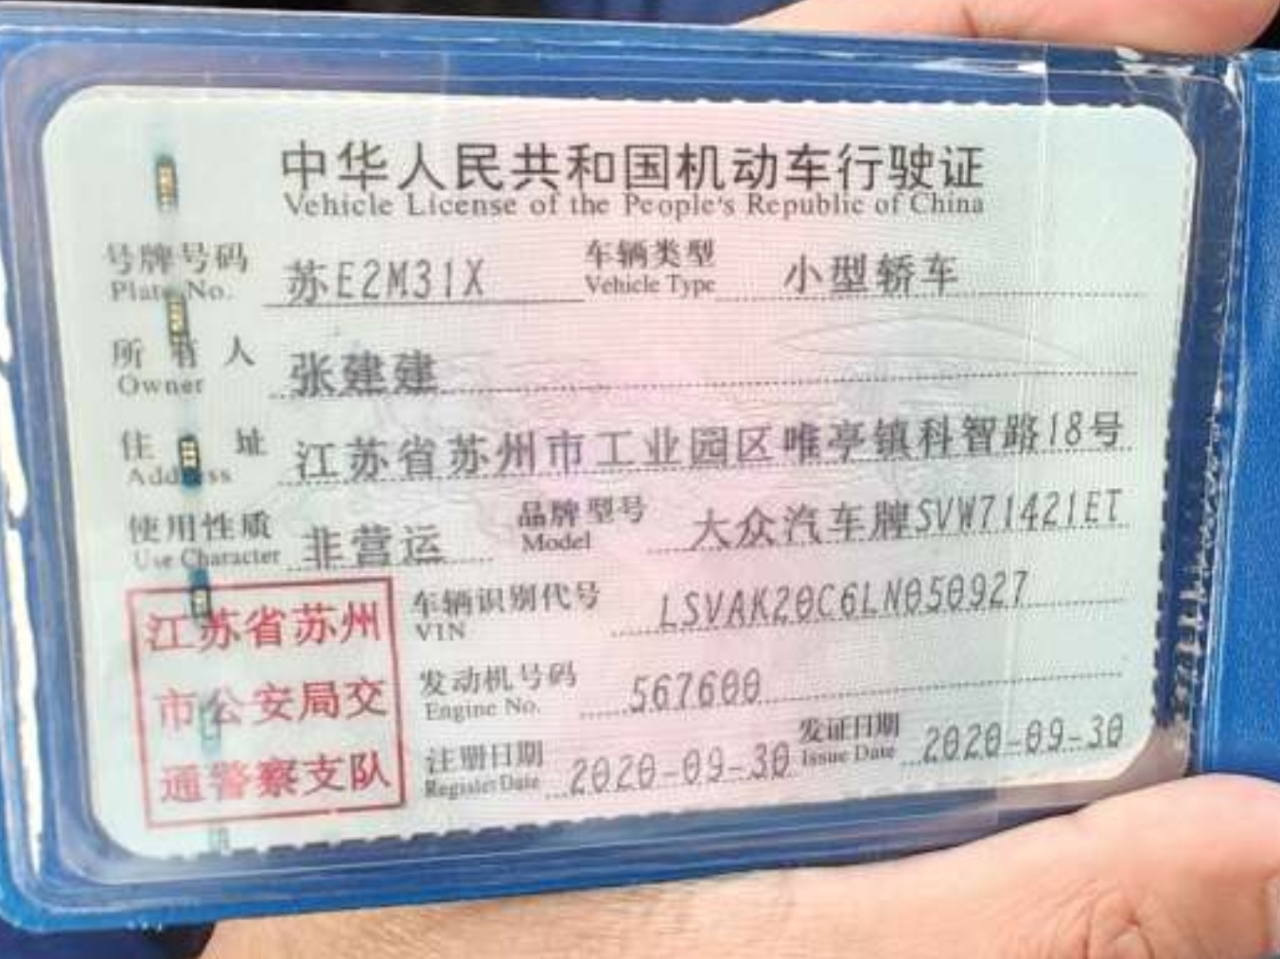 中华人民共和国机动车行驶证
Vehicle License of the People's Republic of China
号牌号码 苏E2M31X 车辆类型 小型轿车
Plate No. Vehicle Type
所有人 张建建
Owner
住址 江苏省苏州市工业园区唯亭镇科智路18号
Address
使用性质 非营运 品牌型号 大众汽车牌SVW71421ET
Use Character Model
江苏省苏州
市公安局交
通警察支队
车辆识别代号 LSVAK20C6LN050927
VIN
发动机号码 567600
Engine No.
注册日期 2020-09-30 发证日期 2020-09-30
Register Date Issue Date